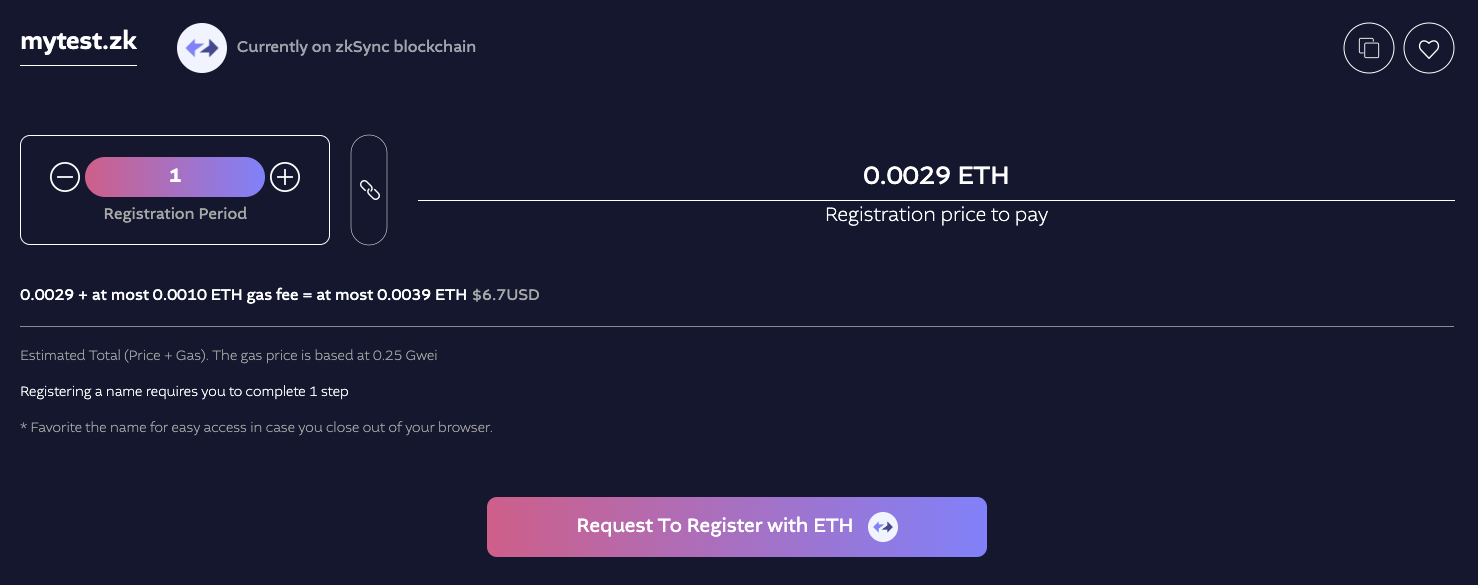 mytest.zk
Currently on zkSync blockchain
1
Registration Period
0.0029 ETH
Registration price to pay
0.0029 + at most 0.0010 ETH gas fee = at most 0.0039 ETH $6.7USD
Estimated Total (Price + Gas). The gas price is based at 0.25 Gwei
Registering a name requires you to complete 1 step
* Favorite the name for easy access in case you close out of your browser.
Request To Register with ETH